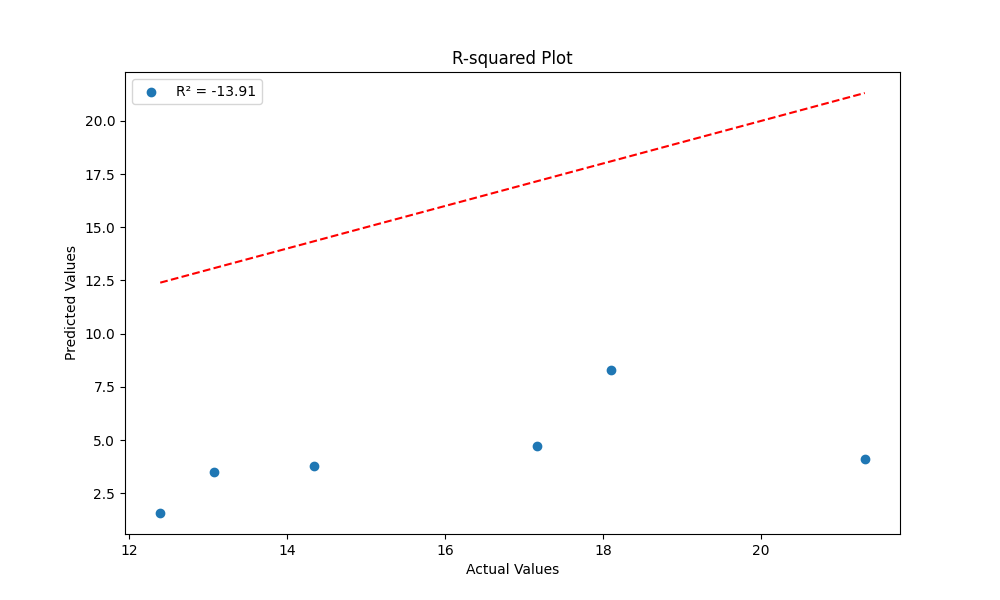 R-squared Plot
R² = -13.91
20.0
17.5
15.0
12.5
10.0
7.5
5.0
2.5
Predicted Values
12 14 16 18 20
Actual Values